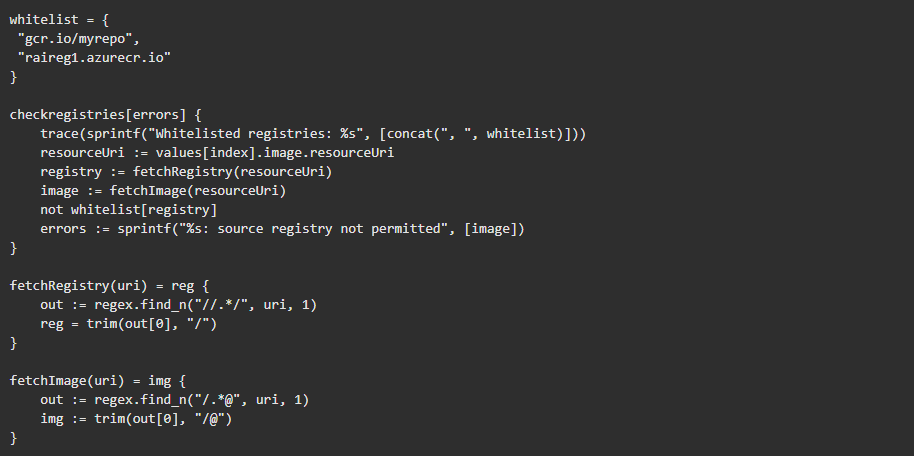 whitelist = {
 "gcr.io/myrepo",
 "raireg1.azurecr.io"
}

checkregistries[errors] {
    trace(sprintf("Whitelisted registries: %s", [concat(", ", whitelist)]))
    resourceUri := values[index].image.resourceUri
    registry := fetchRegistry(resourceUri)
    image := fetchImage(resourceUri)
    not whitelist[registry]
    errors := sprintf("%s: source registry not permitted", [image])
}

fetchRegistry(uri) = reg {
    out := regex.find_n("//.*/", uri, 1)
    reg = trim(out[0], "/")
}

fetchImage(uri) = img {
    out := regex.find_n("/.*@", uri, 1)
    img := trim(out[0], "/@")
}